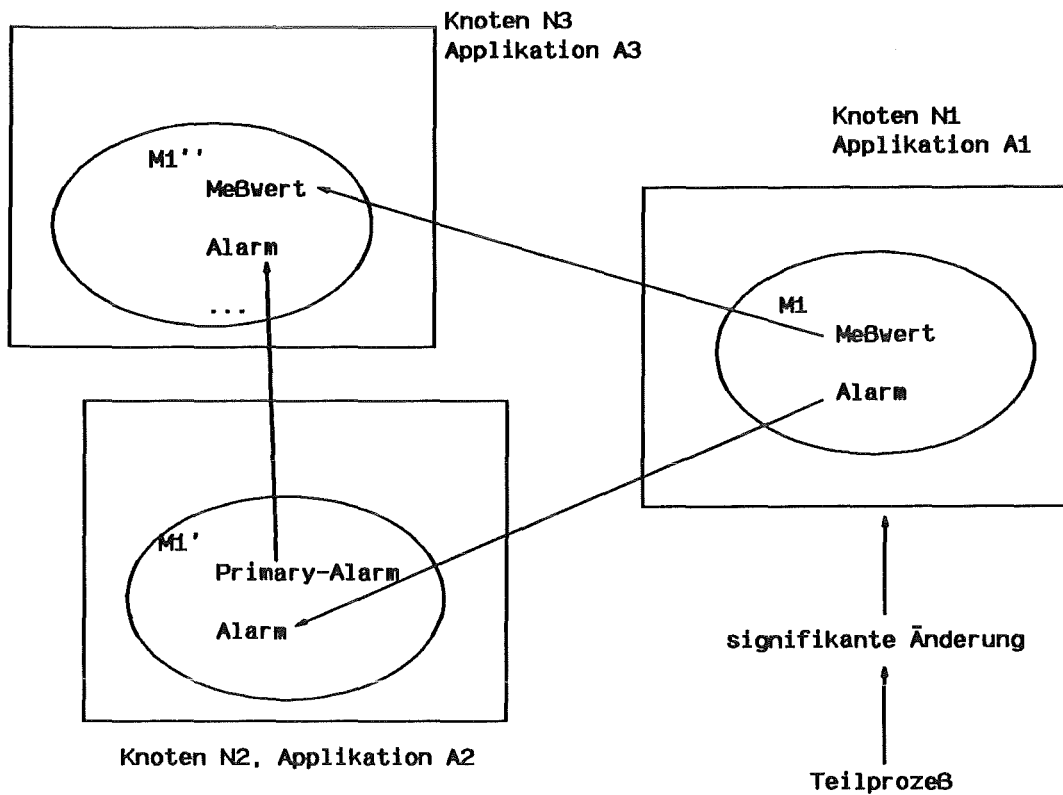 Knoten N3
Applikation A3
Knoten N1
Applikation A1
M1''
Meßwert
Alarm
...
M1
Meßwert
Alarm
M1'
Primary-Alarm
Alarm
signifikante Änderung
Knoten N2, Applikation A2
Teilprozeß